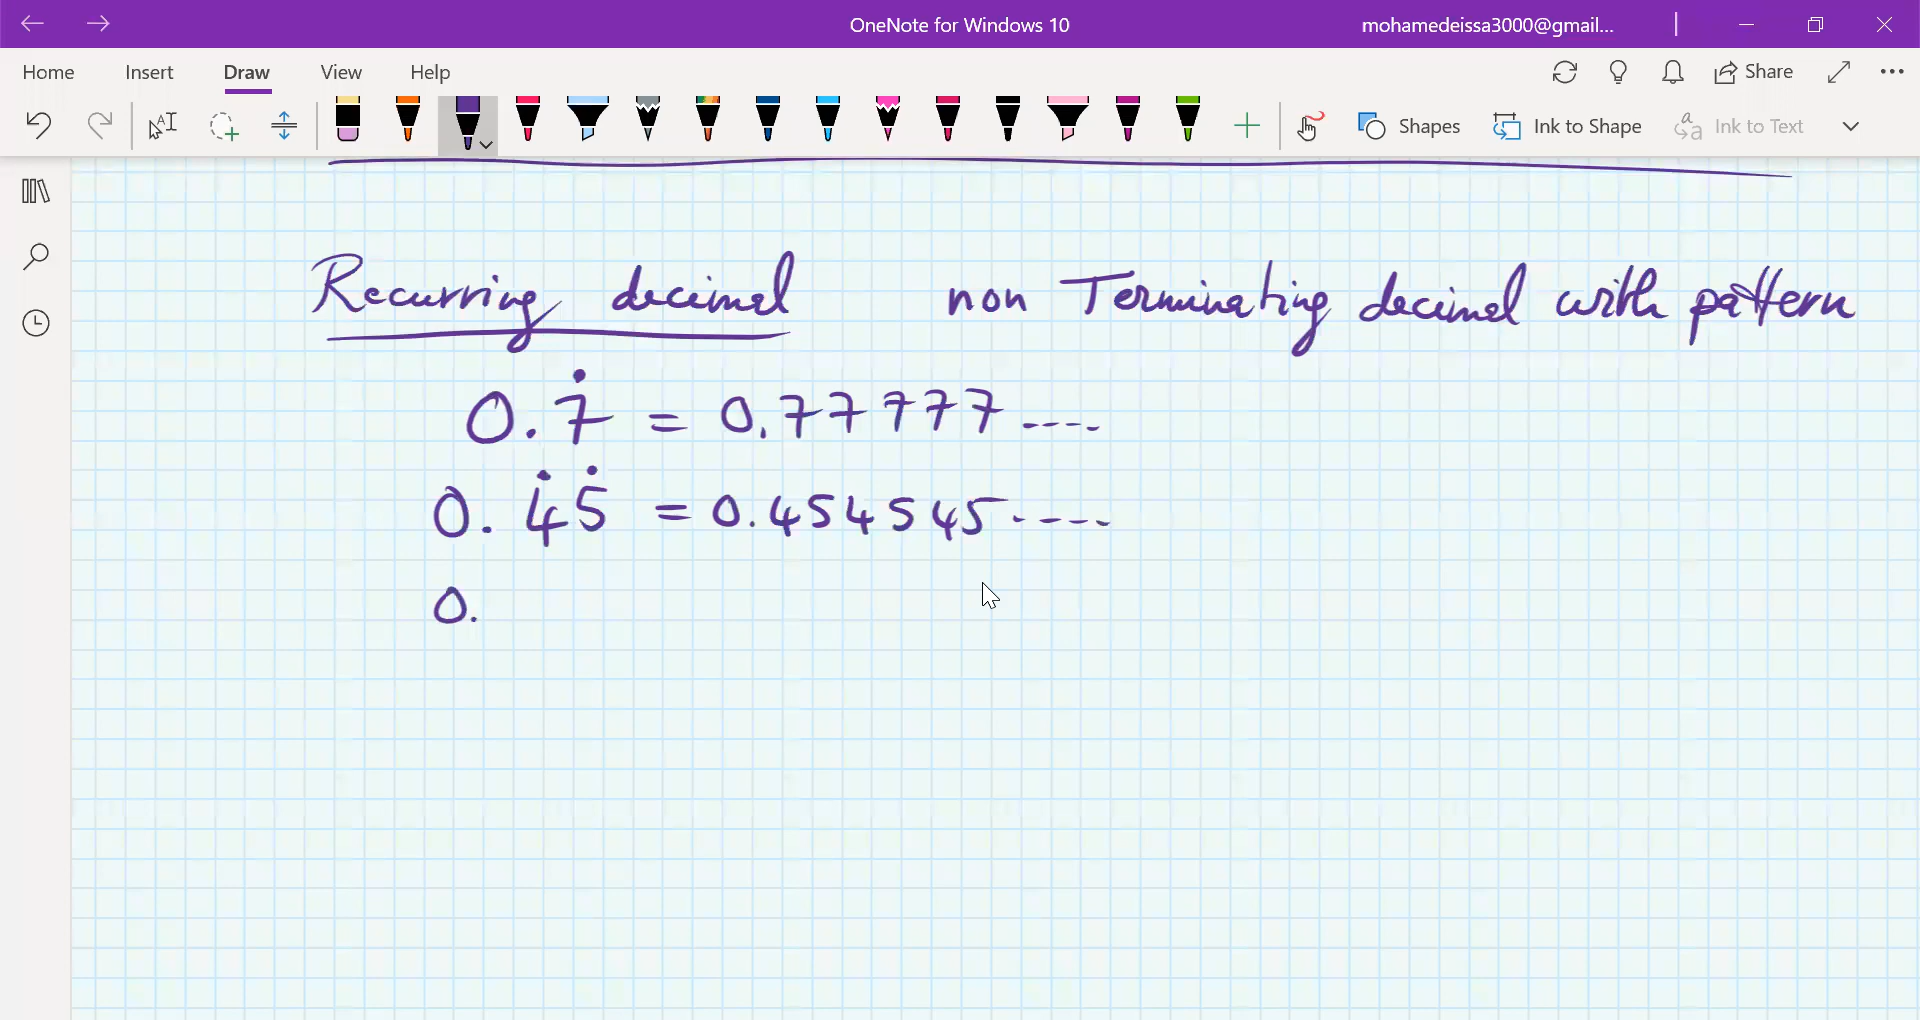 OneNote for Windows 10 mohamedeissa3000@gmail...
Home Insert Draw View Help Share
Shapes Ink to Shape Ink to Text
Recurring decimal non Terminating decimal with pattern
0.7̇ = 0.77777....
0.4̇5̇ = 0.454545....
0.